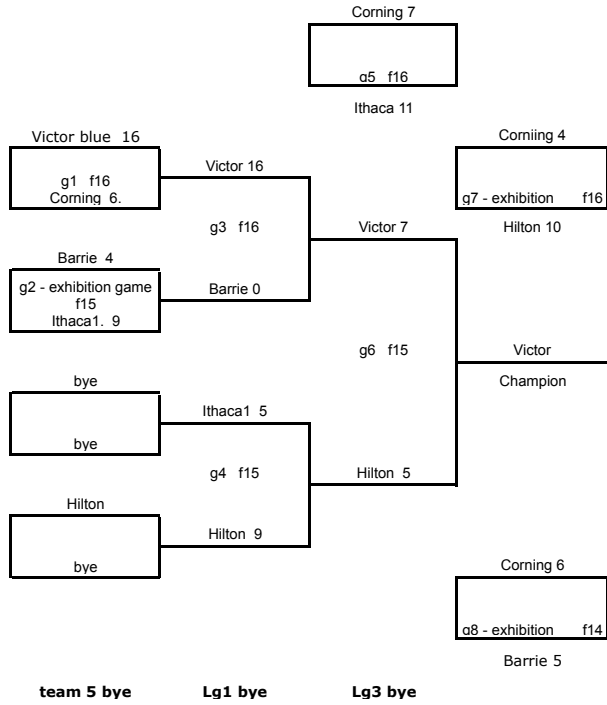 Corning 7
g5 f16
Ithaca 11
Victor blue 16
g1 f16
Corning 6.
Victor 16
Corniing 4
g7 - exhibition f16
Hilton 10
g3 f16
Victor 7
Barrie 4
g2 - exhibition game
f15
Ithaca1. 9
Barrie 0
g6 f15
Victor
Champion
bye
bye
Ithaca1 5
g4 f15
Hilton 5
Hilton
bye
Hilton 9
Corning 6
g8 - exhibition f14
Barrie 5
team 5 bye Lg1 bye Lg3 bye